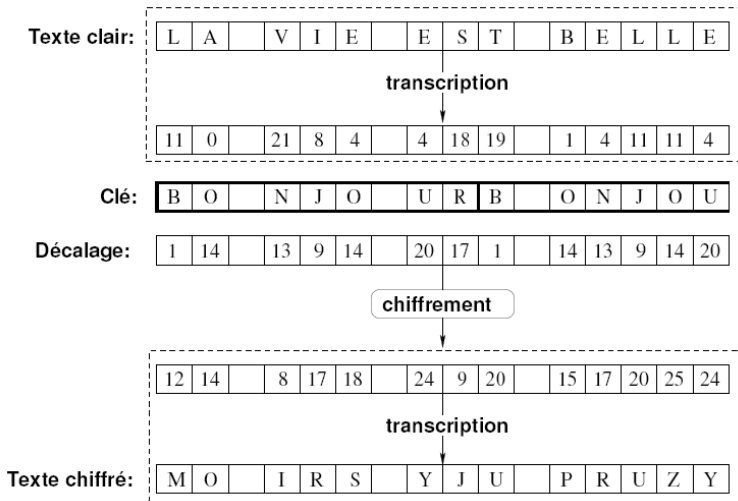 Texte clair: L A V I E E S T B E L L E
transcription
11 0 21 8 4 4 18 19 1 4 11 11 4
Clé: B O N J O U R B O N J O U
Décalage: 1 14 13 9 14 20 17 1 14 13 9 14 20
chiffrement
12 14 8 17 18 24 9 20 15 17 20 25 24
transcription
Texte chiffré: M O I R S Y J U P R U Z Y